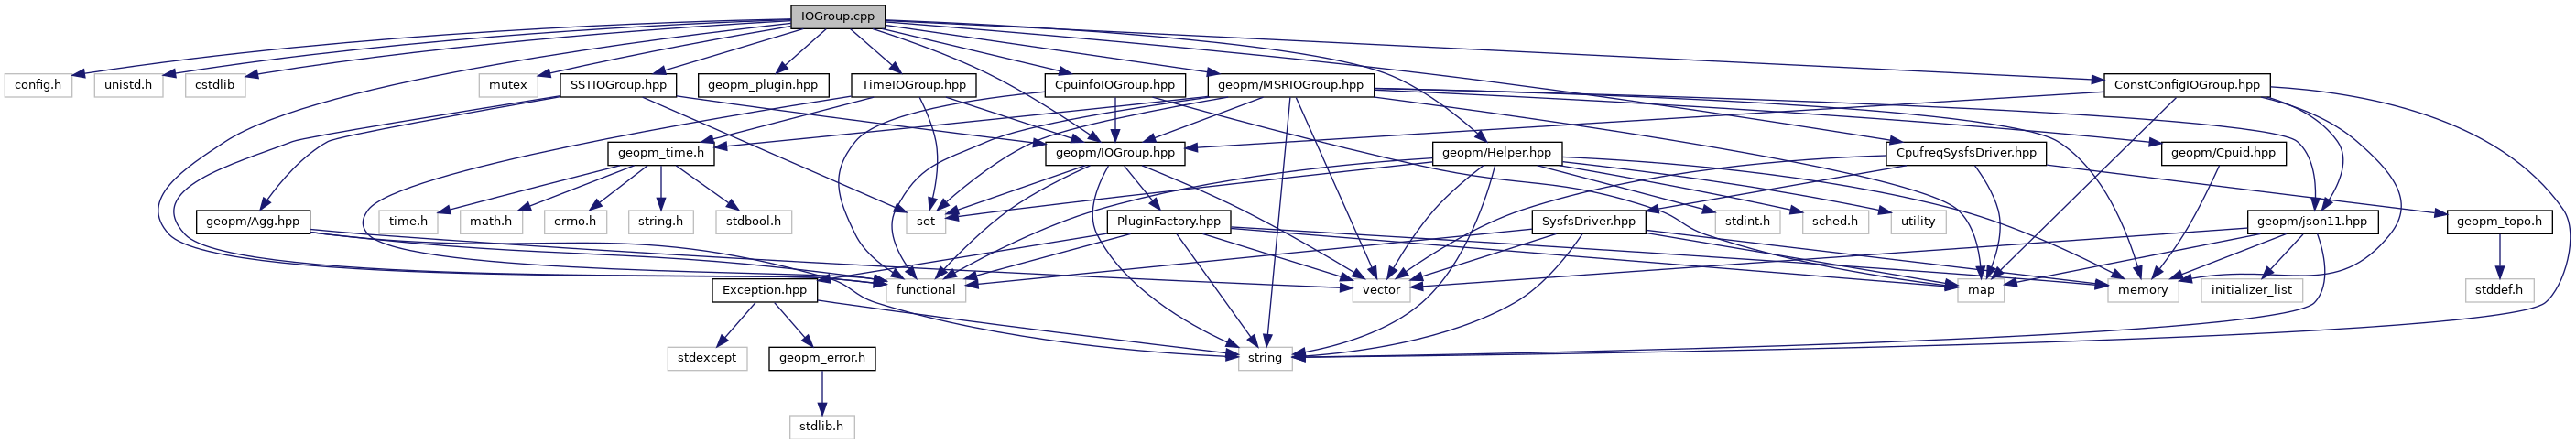 IOGroup.cpp
config.h
unistd.h
cstdlib
mutex
SSTIOGroup.hpp
geopm_plugin.hpp
TimeIOGroup.hpp
CpuinfoIOGroup.hpp
geopm/MSRIOGroup.hpp
ConstConfigIOGroup.hpp
geopm_time.h
geopm/IOGroup.hpp
geopm/Helper.hpp
CpufreqSysfsDriver.hpp
geopm/Cpuid.hpp
geopm/Agg.hpp
time.h
math.h
errno.h
string.h
stdbool.h
set
PluginFactory.hpp
SysfsDriver.hpp
stdint.h
sched.h
utility
geopm/json11.hpp
geopm_topo.h
Exception.hpp
functional
vector
map
memory
initializer_list
stddef.h
stdexcept
geopm_error.h
string
stdlib.h